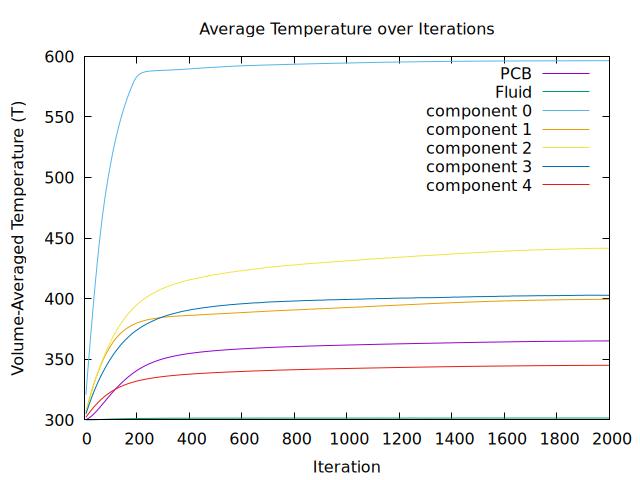 Average Temperature over Iterations
Volume-Averaged Temperature (T)
600
550
500
450
400
350
300
PCB
Fluid
component 0
component 1
component 2
component 3
component 4
0 200 400 600 800 1000 1200 1400 1600 1800 2000
Iteration